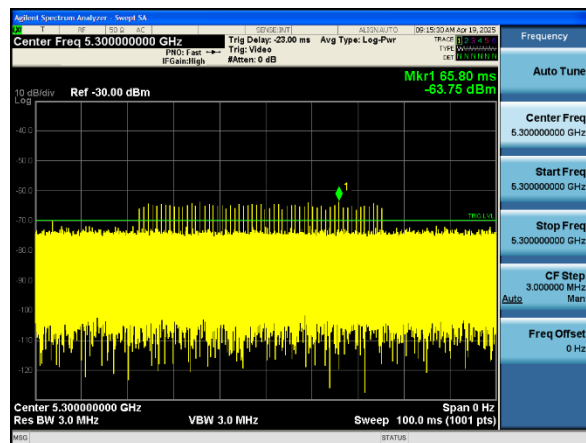 Agilent Spectrum Analyzer - Swept SA
T RF 50 Ω AC SENSE:INT ALIGN AUTO 09:15:30 AM Apr 19, 2025
Center Freq 5.300000000 GHz
PNO: Fast
IFGain:High
Trig Delay: -23.00 ms
Trig: Video
#Atten: 0 dB
Avg Type: Log-Pwr
TRACE 1 2 3 4 5 6
TYPE
DET N N N N N N
Mkr1 65.80 ms
-63.75 dBm
10 dB/div
Log
Ref -30.00 dBm
-40.0
-50.0
-60.0
1
TRIG LVL
-70.0
-80.0
-90.0
-100
-110
-120
Center 5.300000000 GHz
Span 0 Hz
Res BW 3.0 MHz
VBW 3.0 MHz
Sweep 100.0 ms (1001 pts)
MSG
STATUS
Frequency
Auto Tune
Center Freq
5.300000000 GHz
Start Freq
5.300000000 GHz
Stop Freq
5.300000000 GHz
CF Step
3.000000 MHz
Auto Man
Freq Offset
0 Hz